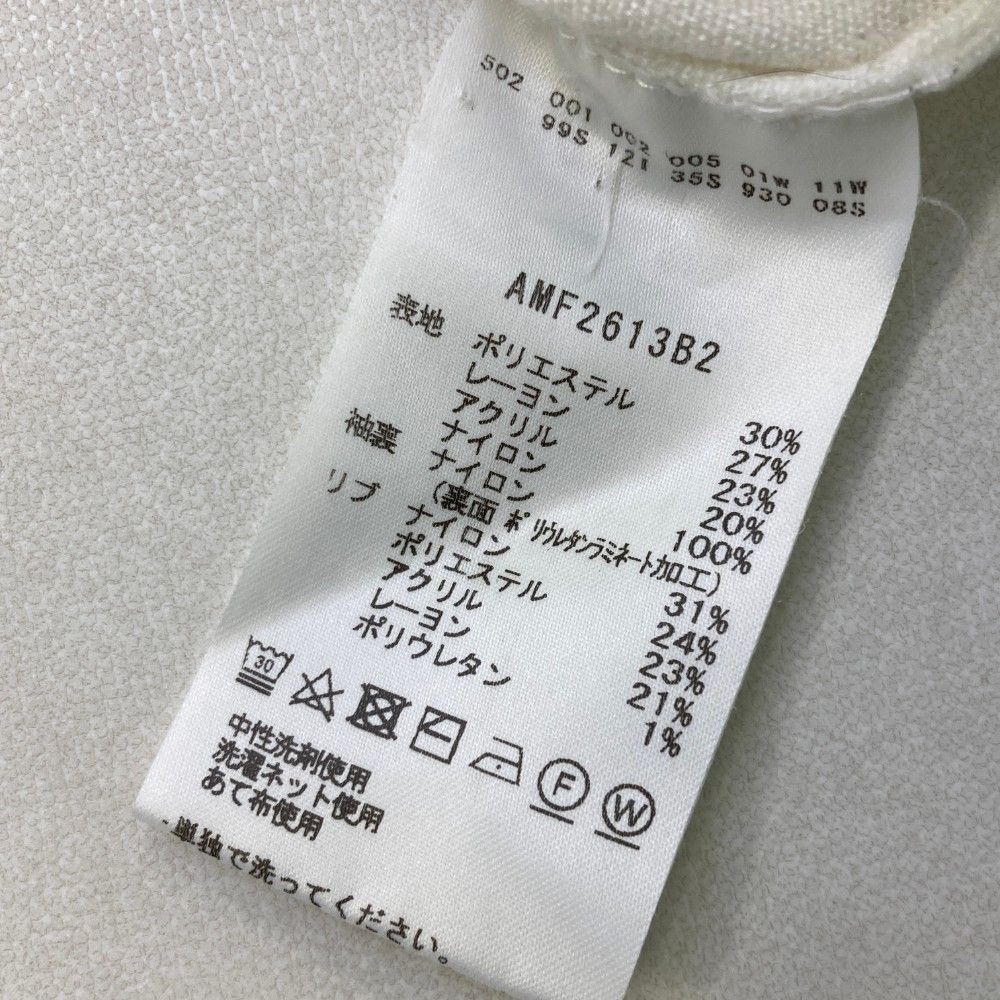 502 001 002 005 01W 11W
99S 121 35S 930 08S
AMF2613B2
表地 ポリエステル 30%
レーヨン 27%
アクリル 23%
ナイロン 20%
袖裏 ナイロン 100%
(裏面 ポリウレタンラミネート加工)
リブ ナイロン 31%
ポリエステル 24%
アクリル 23%
レーヨン 21%
ポリウレタン 1%
30
F
W
中性洗剤使用
洗濯ネット使用
あて布使用
単独で洗ってください。